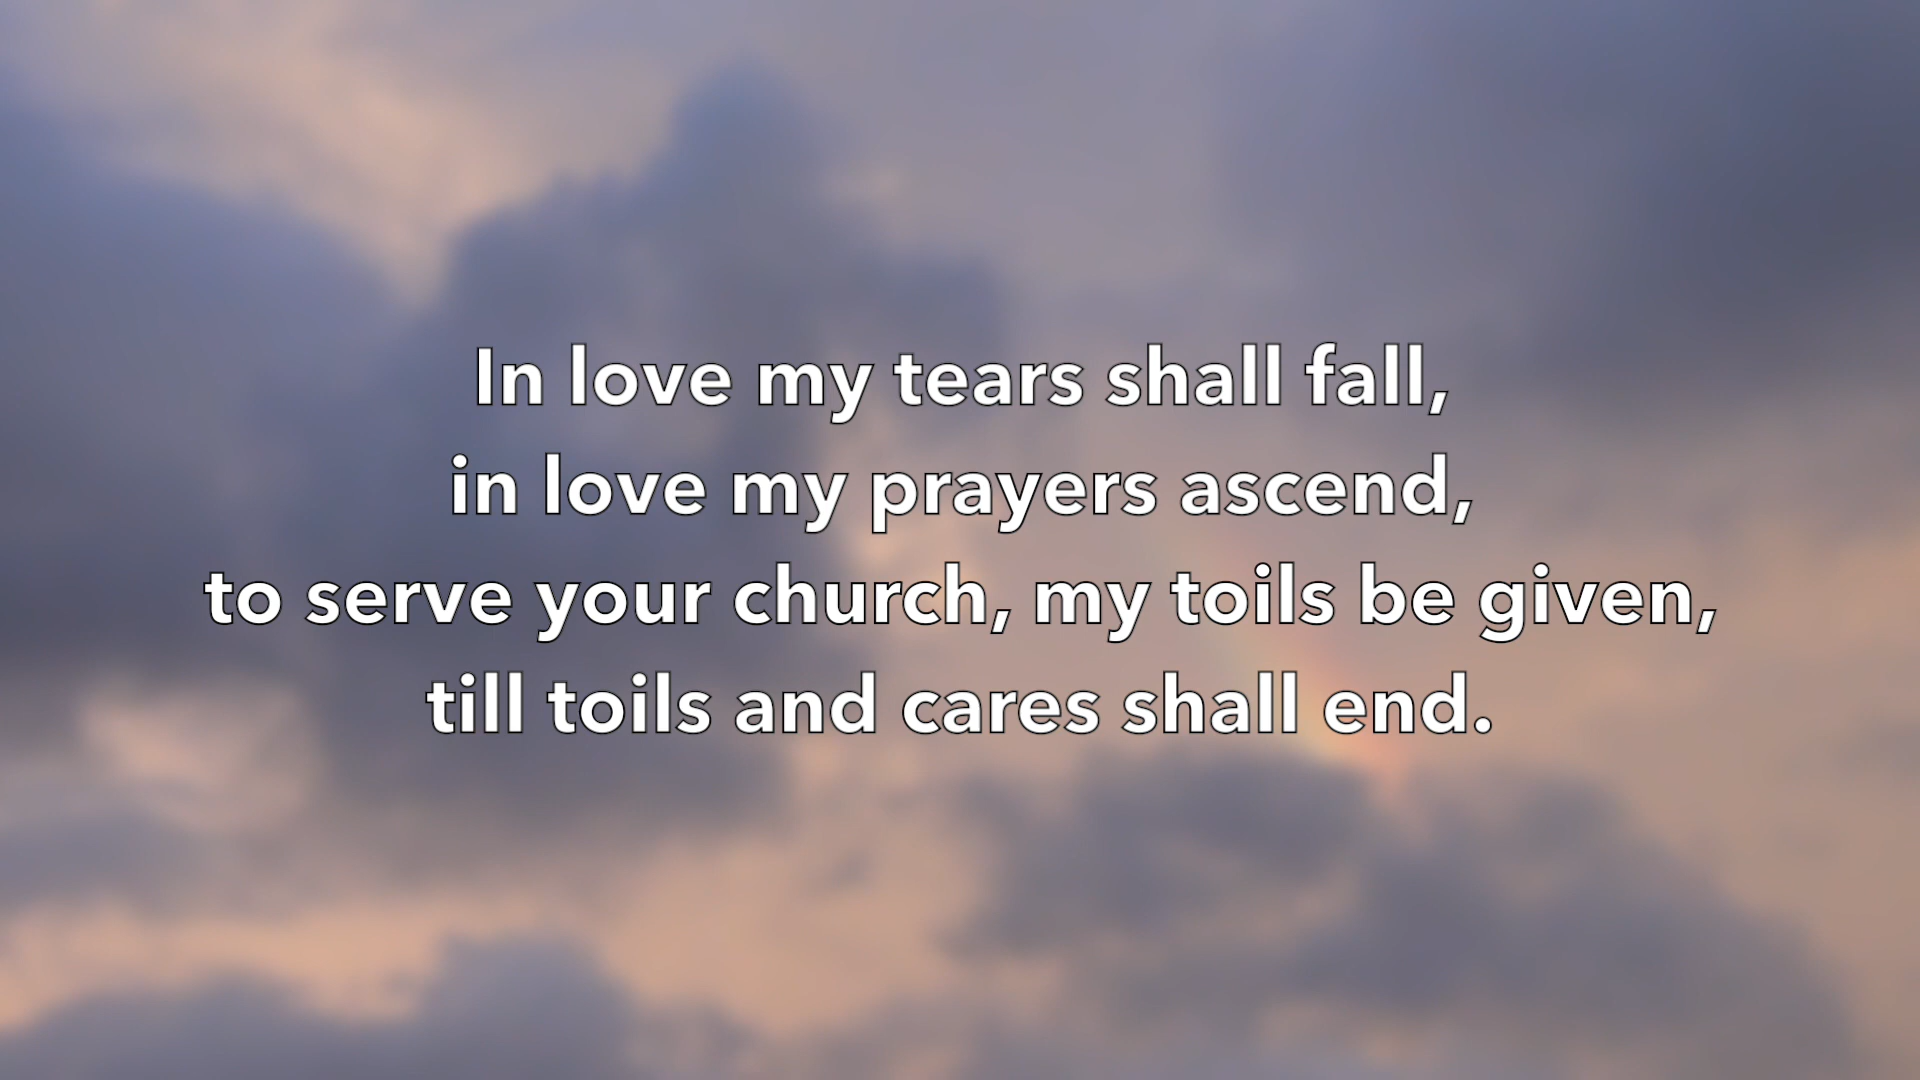 In love my tears shall fall,
in love my prayers ascend,
to serve your church, my toils be given,
till toils and cares shall end.